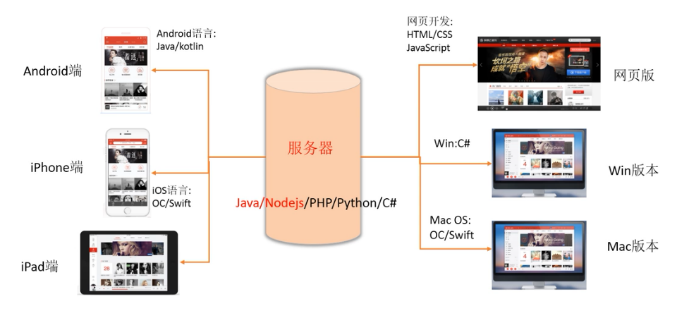 Android语言:
Java/kotlin
Android端
iPhone端
iOS语言:
OC/Swift
iPad端
服务器
Java/Nodejs/PHP/Python/C#
网页开发:
HTML/CSS
JavaScript
网页版
Win:C#
Win版本
Mac OS:
OC/Swift
Mac版本